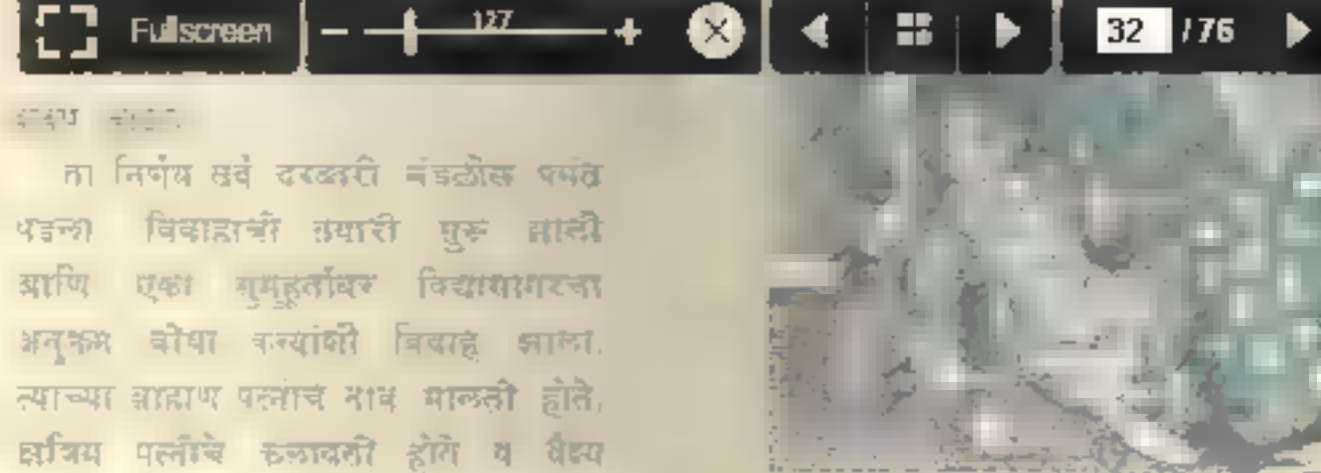 Fullscreen 127 32 /76
ता निर्णय सर्व दरबारी मंडळीस पसंत
पडला विवाहाची तयारी सुरू झाली
आणि एका सुमुहूर्तावर विद्यासागरचा
अनुक्रमे चौघा कन्यांशी विवाह झाला.
त्याच्या ब्राह्मण पत्नीचे नाव मालती होते.
क्षत्रिय पत्नीचे कलावती होते व वैश्य